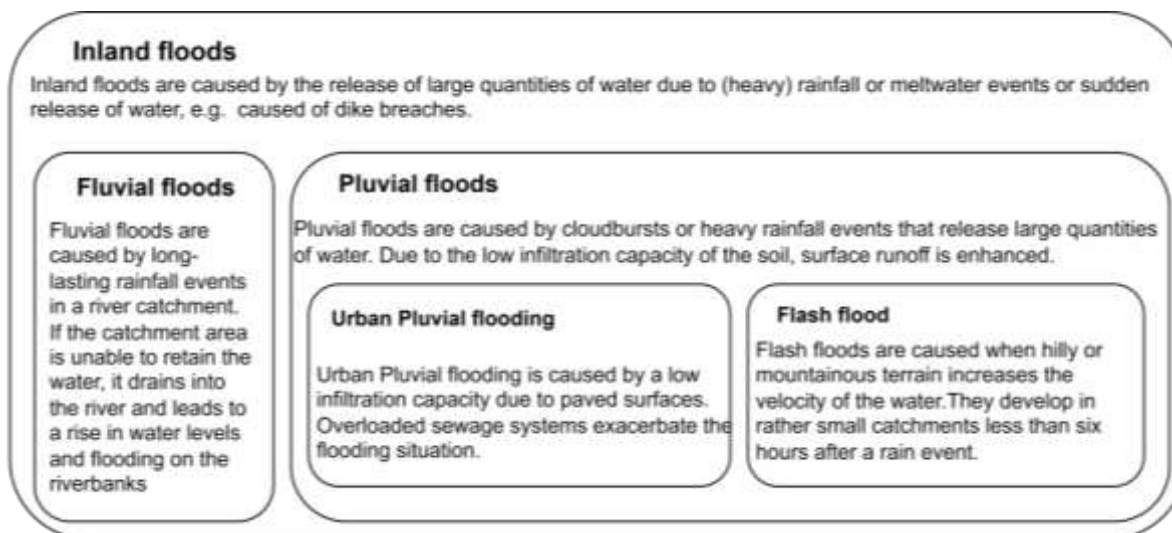 Inland floods
Inland floods are caused by the release of large quantities of water due to (heavy) rainfall or meltwater events or sudden
release of water, e.g. caused of dike breaches.
Fluvial floods
Fluvial floods are
caused by long-
lasting rainfall events
in a river catchment.
If the catchment area
is unable to retain the
water, it drains into
the river and leads to
a rise in water levels
and flooding on the
riverbanks
Pluvial floods
Pluvial floods are caused by cloudbursts or heavy rainfall events that release large quantities
of water. Due to the low infiltration capacity of the soil, surface runoff is enhanced.
Urban Pluvial flooding
Urban Pluvial flooding is caused by a low
infiltration capacity due to paved surfaces.
Overloaded sewage systems exacerbate the
flooding situation.
Flash flood
Flash floods are caused when hilly or
mountainous terrain increases the
velocity of the water.They develop in
rather small catchments less than six
hours after a rain event.